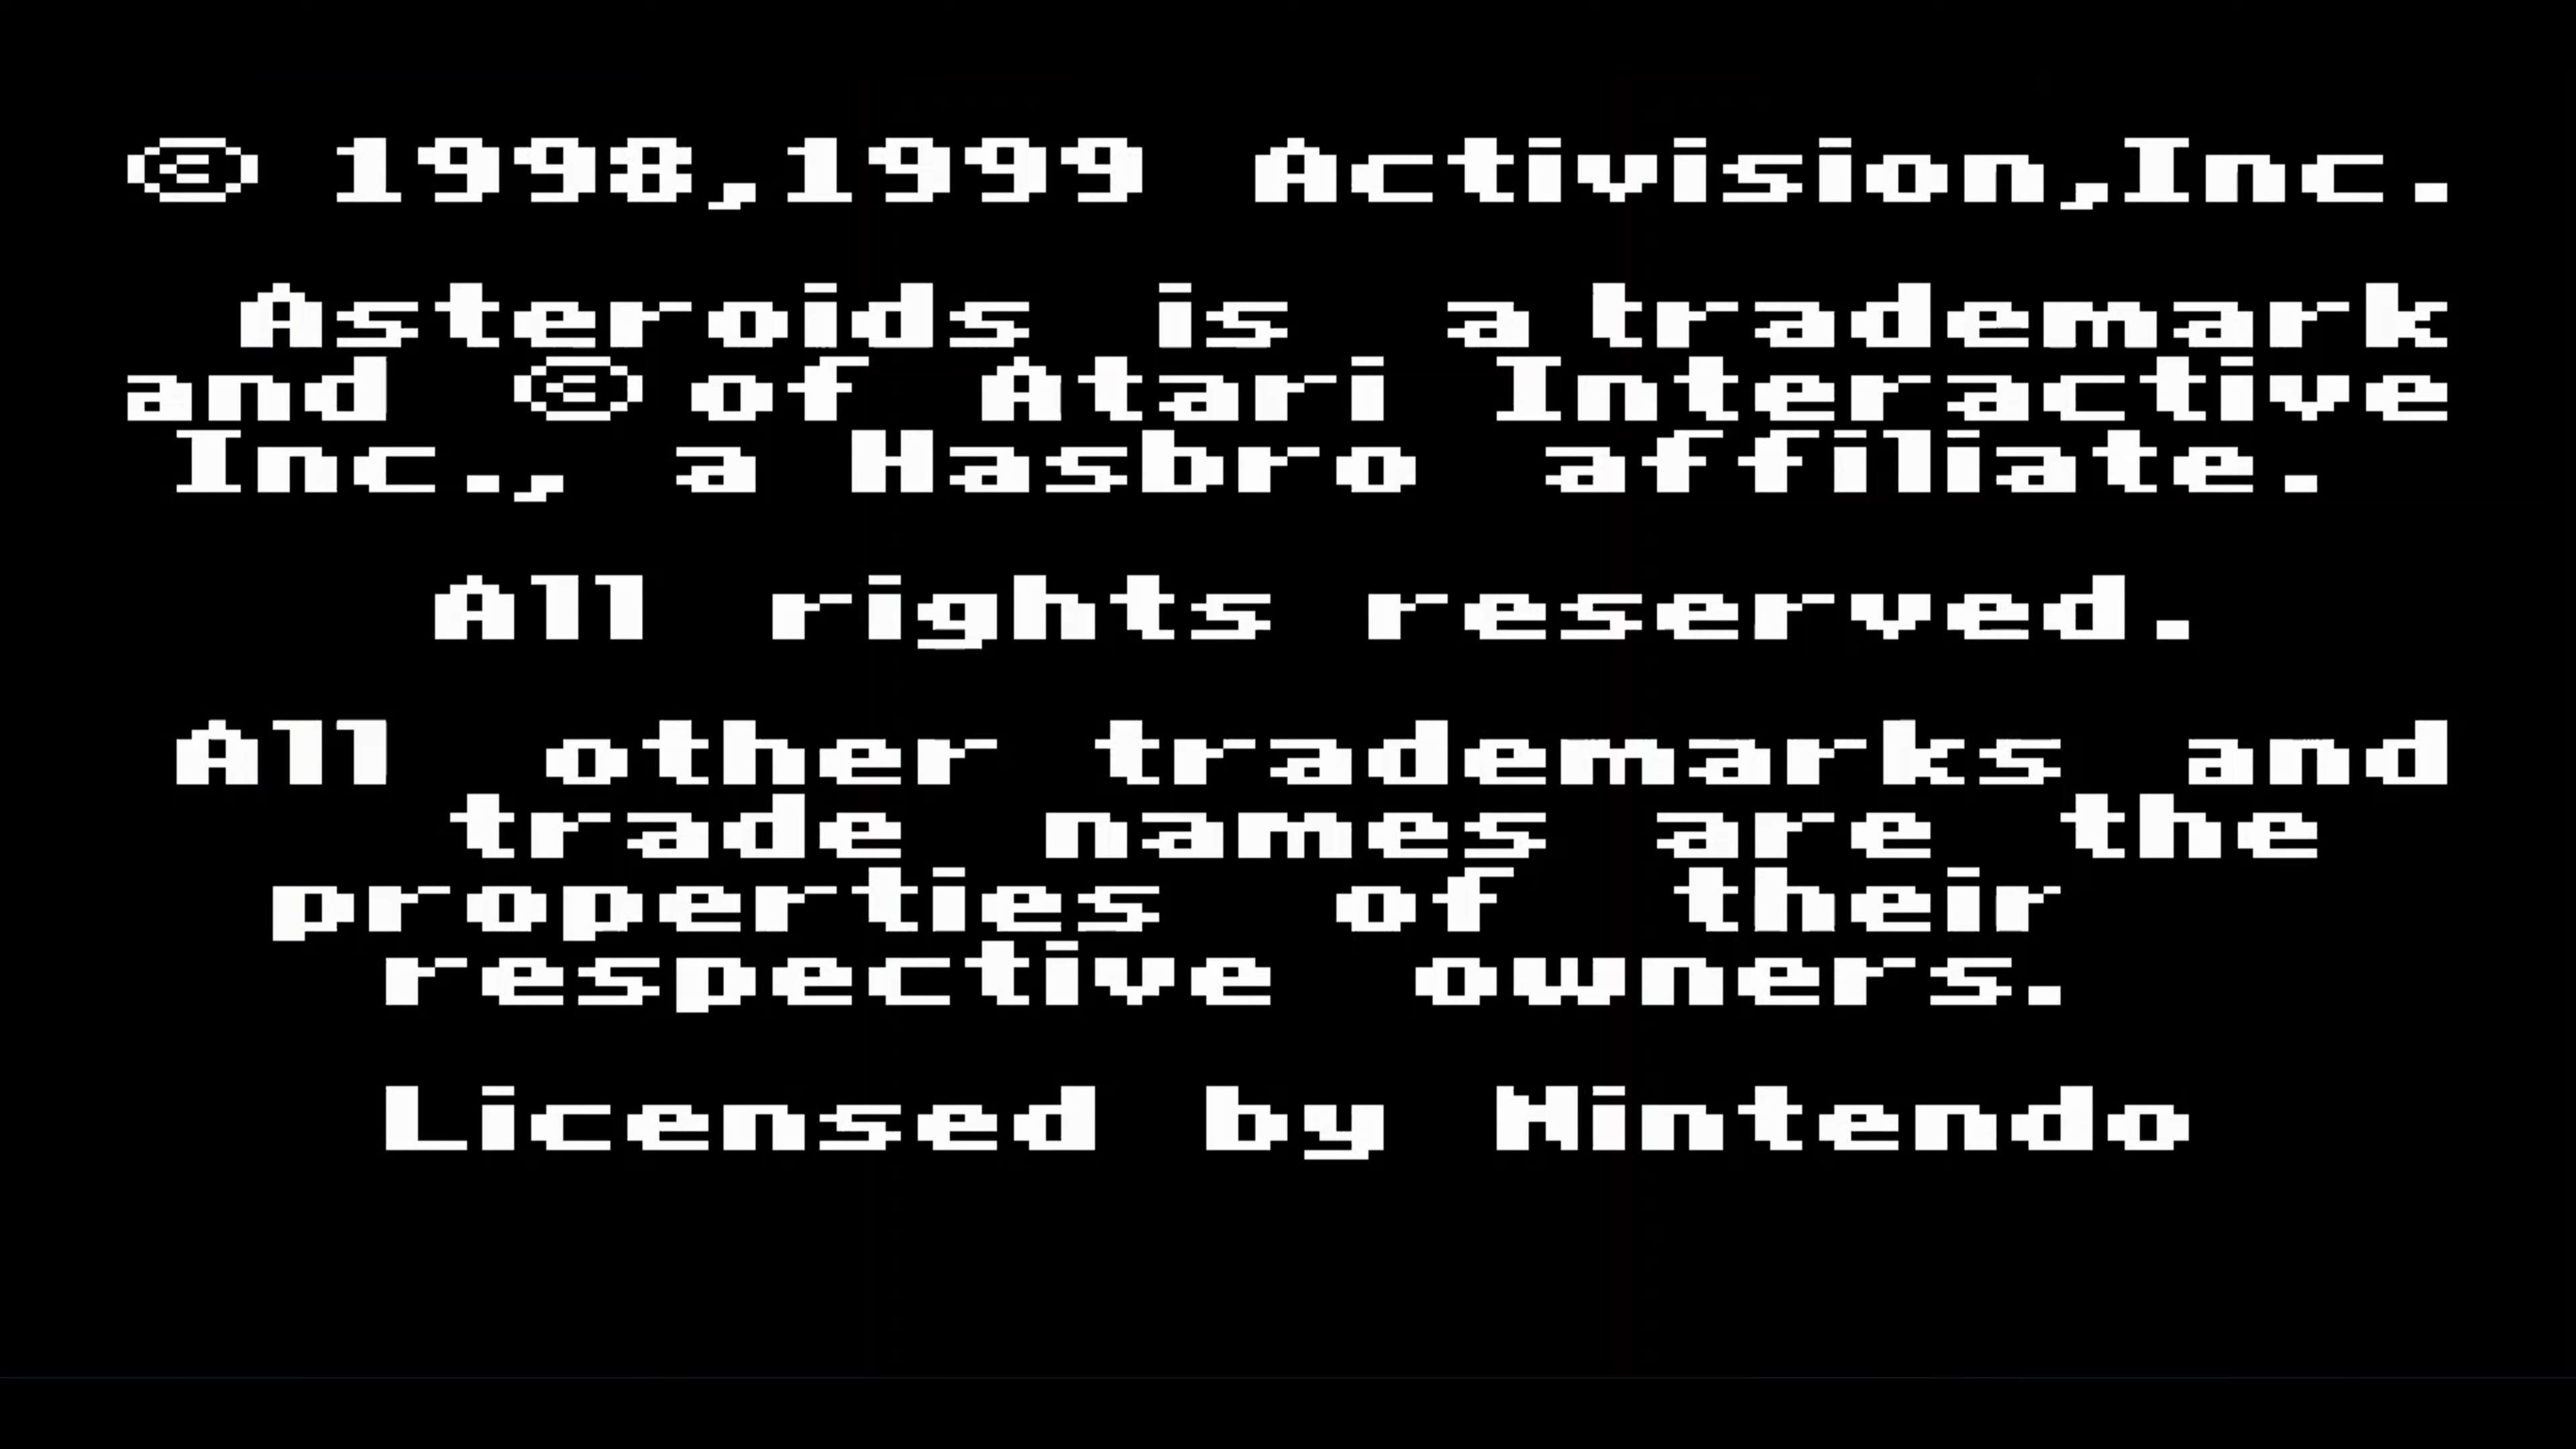 © 1998,1999 Activision,Inc.
Asteroids is a trademark
and © of Atari Interactive
Inc., a Hasbro affiliate.
All rights reserved.
All other trademarks and
trade names are the
properties of their
respective owners.
Licensed by Nintendo